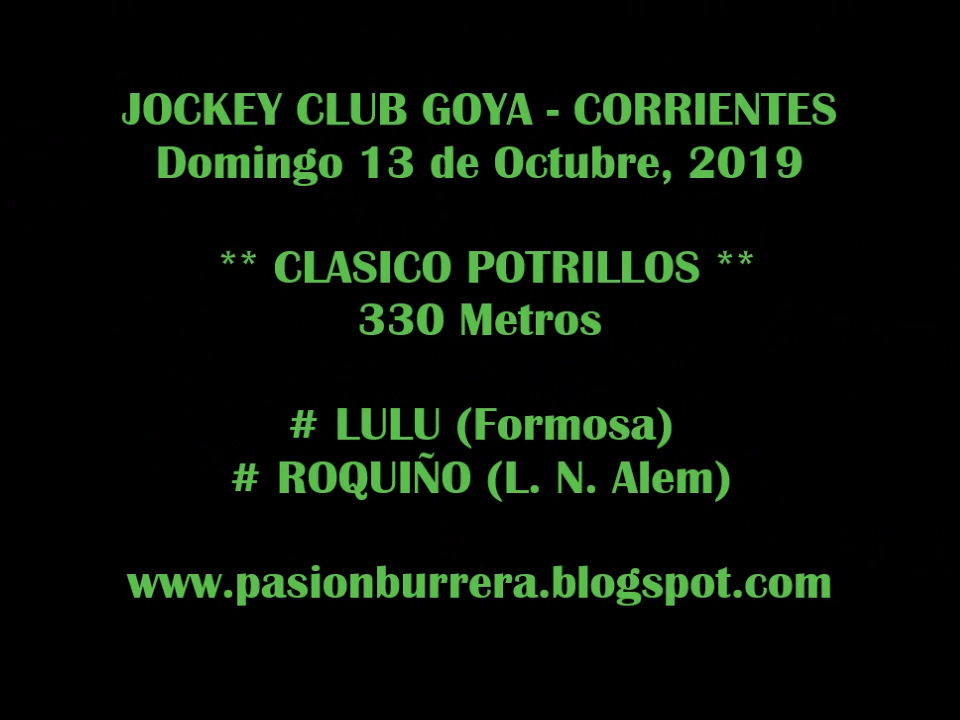 JOCKEY CLUB GOYA - CORRIENTES
Domingo 13 de Octubre, 2019
** CLASICO POTRILLOS **
330 Metros
# LULU (Formosa)
# ROQUIÑO (L. N. Alem)
www.pasionburrera.blogspot.com